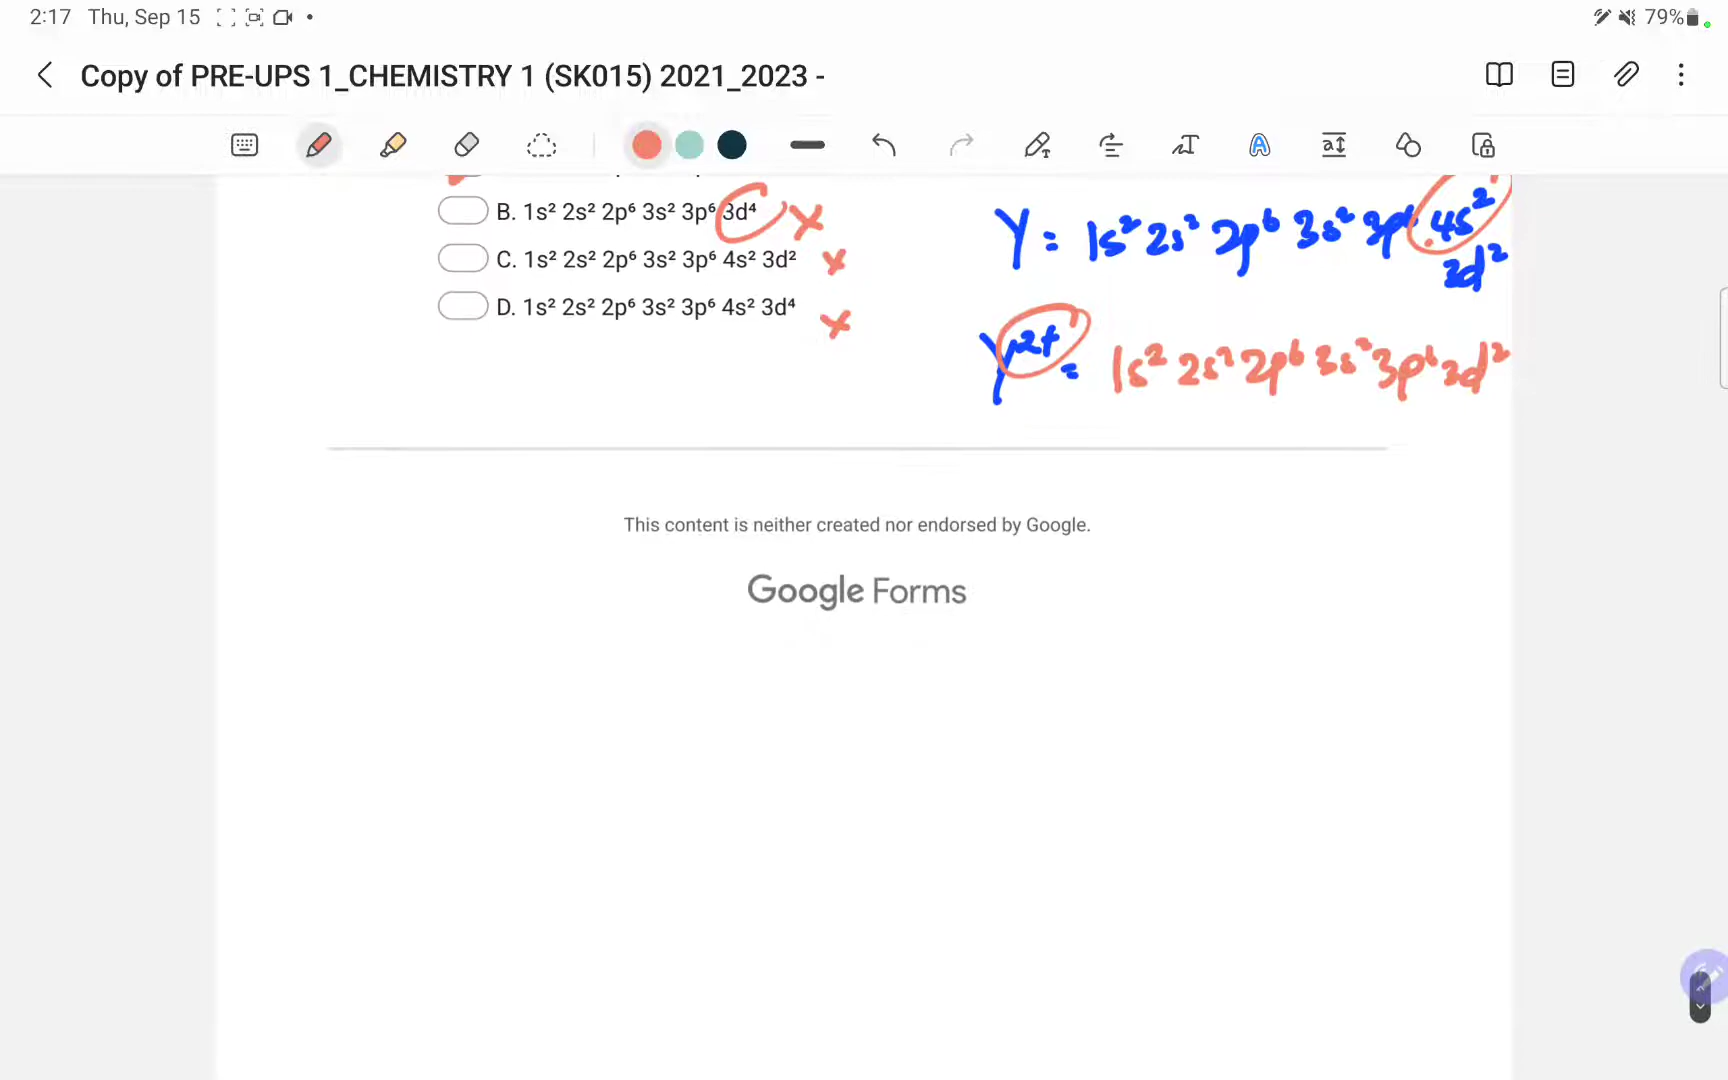 2:17 Thu, Sep 15
79%
Copy of PRE-UPS 1_CHEMISTRY 1 (SK015) 2021_2023 -
B. 1s² 2s² 2p⁶ 3s² 3p⁶ 3d⁴ X
C. 1s² 2s² 2p⁶ 3s² 3p⁶ 4s² 3d² x
D. 1s² 2s² 2p⁶ 3s² 3p⁶ 4s² 3d⁴ x
Y = 1s² 2s² 2p⁶ 3s² 3p⁶ 4s²
3d²
Y²⁺ = 1s² 2s² 2p⁶ 3s² 3p⁶ 3d²
This content is neither created nor endorsed by Google.
Google Forms